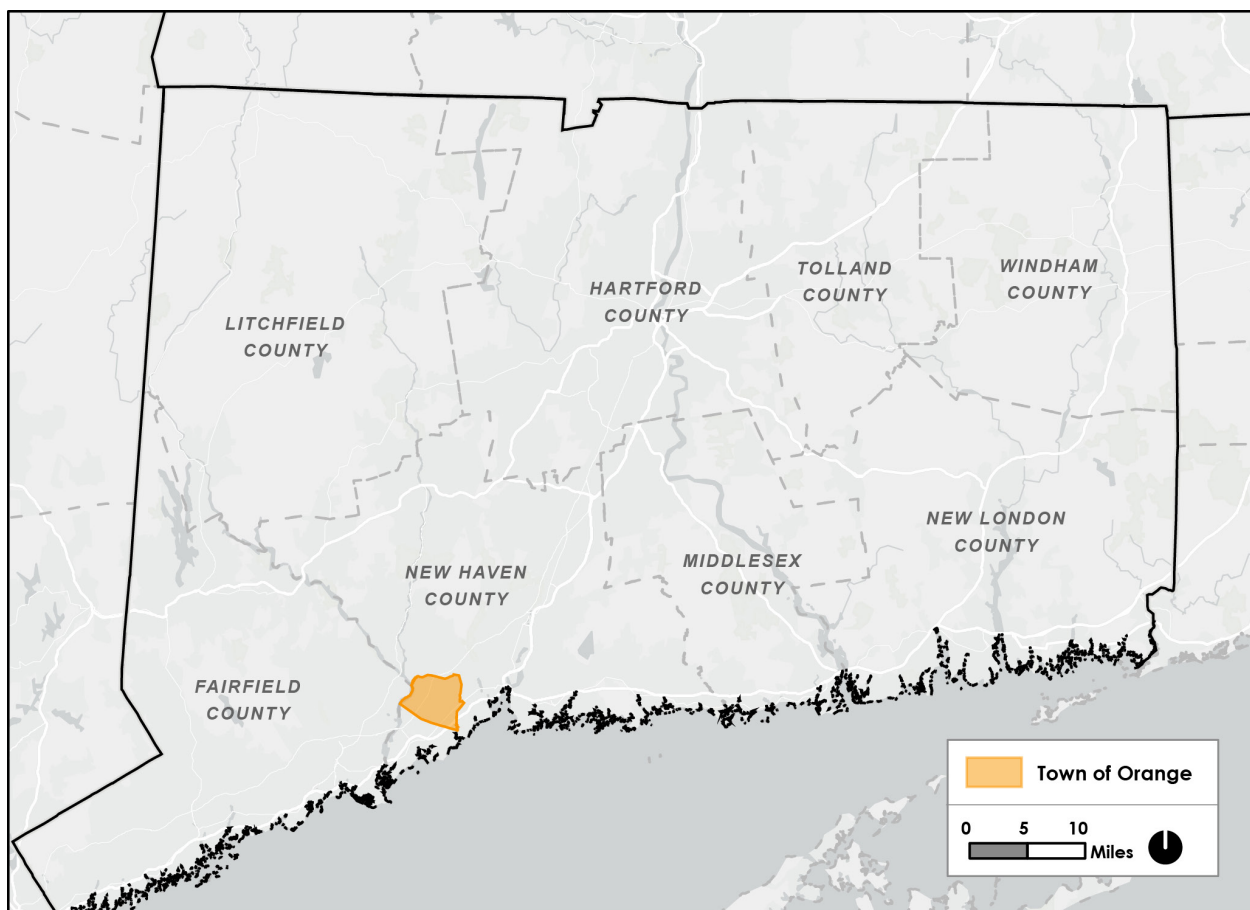 HARTFORD
COUNTY
TOLLAND
COUNTY
WINDHAM
COUNTY
LITCHFIELD
COUNTY
NEW LONDON
COUNTY
MIDDLESEX
COUNTY
NEW HAVEN
COUNTY
FAIRFIELD
COUNTY
Town of Orange
0 5 10
Miles